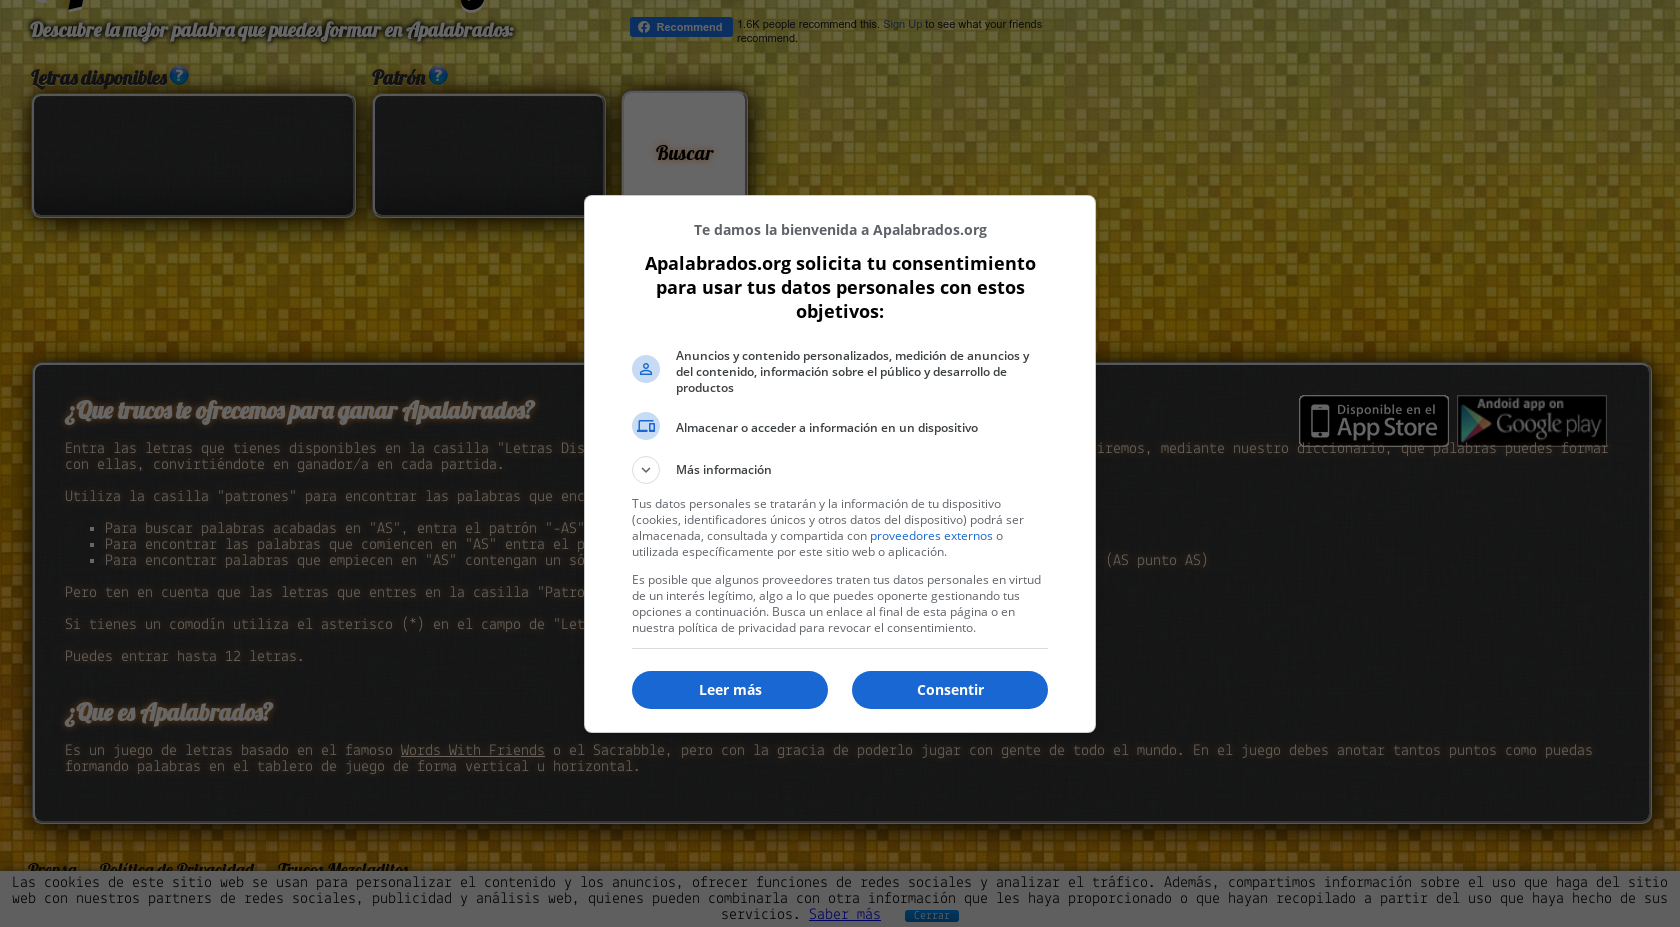 Descubre la mejor palabra que puedes formar en Apalabrados:
Recommend
1.6K people recommend this. Sign Up to see what your friends
recommend.
Letras disponibles ?
Patrón ?
Buscar
Te damos la bienvenida a Apalabrados.org
Apalabrados.org solicita tu consentimiento
para usar tus datos personales con estos
objetivos:
Anuncios y contenido personalizados, medición de anuncios y
del contenido, información sobre el público y desarrollo de
productos
Almacenar o acceder a información en un dispositivo
Más información
Tus datos personales se tratarán y la información de tu dispositivo
(cookies, identificadores únicos y otros datos del dispositivo) podrá ser
almacenada, consultada y compartida con proveedores externos o
utilizada específicamente por este sitio web o aplicación.
Es posible que algunos proveedores traten tus datos personales en virtud
de un interés legítimo, algo a lo que puedes oponerte gestionando tus
opciones a continuación. Busca un enlace al final de esta página o en
nuestra política de privacidad para revocar el consentimiento.
Leer más
Consentir
¿Que trucos te ofrecemos para ganar Apalabrados?
Disponible en el
App Store
Andoid app on
Google play
Entra las letras que tienes disponibles en la casilla "Letras Dis iremos, mediante nuestro diccionario, que palabras puedes formar
con ellas, convirtiéndote en ganador/a en cada partida.
Utiliza la casilla "patrones" para encontrar las palabras que enc
Para buscar palabras acabadas en "AS", entra el patrón "-AS"
Para encontrar las palabras que comiencen en "AS" entra el p
Para encontrar palabras que empiecen en "AS" contengan un só (AS punto AS)
Pero ten en cuenta que las letras que entres en la casilla "Patro
Si tienes un comodín utiliza el asterisco (*) en el campo de "Let
Puedes entrar hasta 12 letras.
¿Que es Apalabrados?
Es un juego de letras basado en el famoso Words With Friends o el Sacrabble, pero con la gracia de poderlo jugar con gente de todo el mundo. En el juego debes anotar tantos puntos como puedas
formando palabras en el tablero de juego de forma vertical u horizontal.
Prensa Política de Privacidad Trucos Mezcladitos
Las cookies de este sitio web se usan para personalizar el contenido y los anuncios, ofrecer funciones de redes sociales y analizar el tráfico. Además, compartimos información sobre el uso que haga del sitio
web con nuestros partners de redes sociales, publicidad y análisis web, quienes pueden combinarla con otra información que les haya proporcionado o que hayan recopilado a partir del uso que haya hecho de sus
servicios. Saber más Cerrar